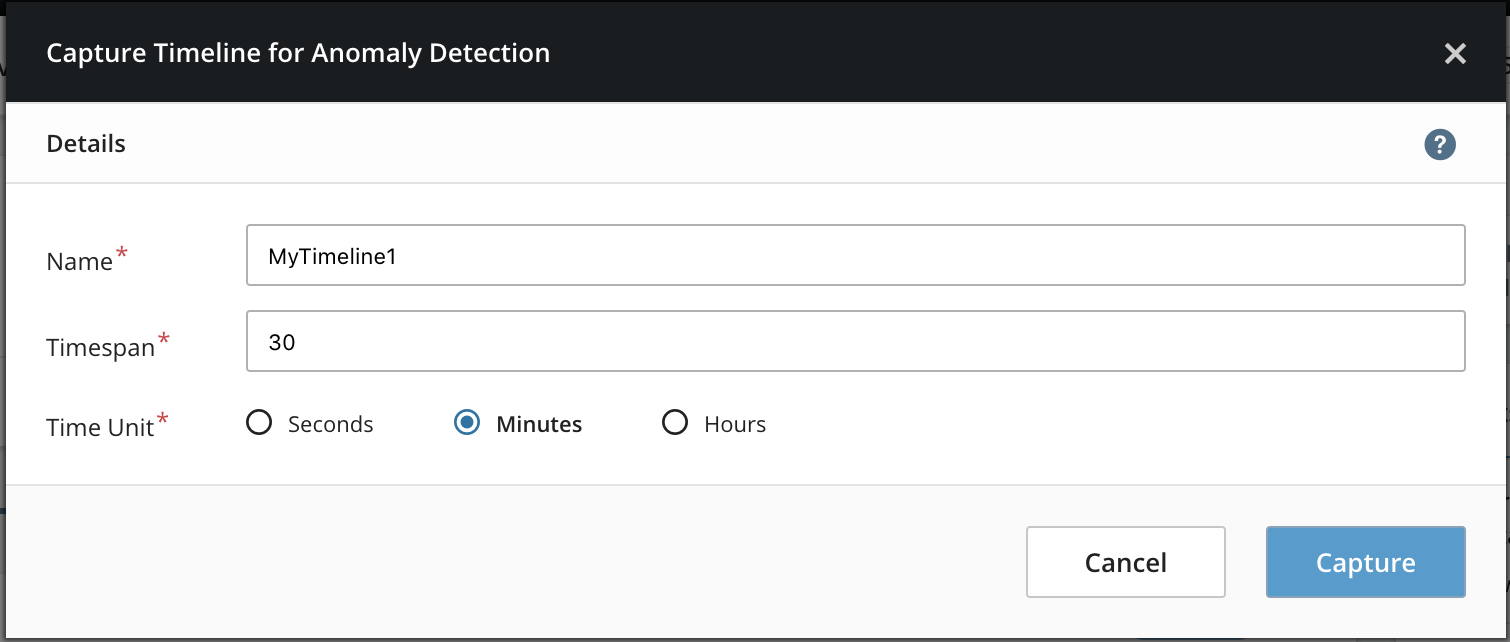 Capture Timeline for Anomaly Detection
Details
?
Name*
MyTimeline1
Timespan*
30
Time Unit* Seconds Minutes Hours
Cancel Capture